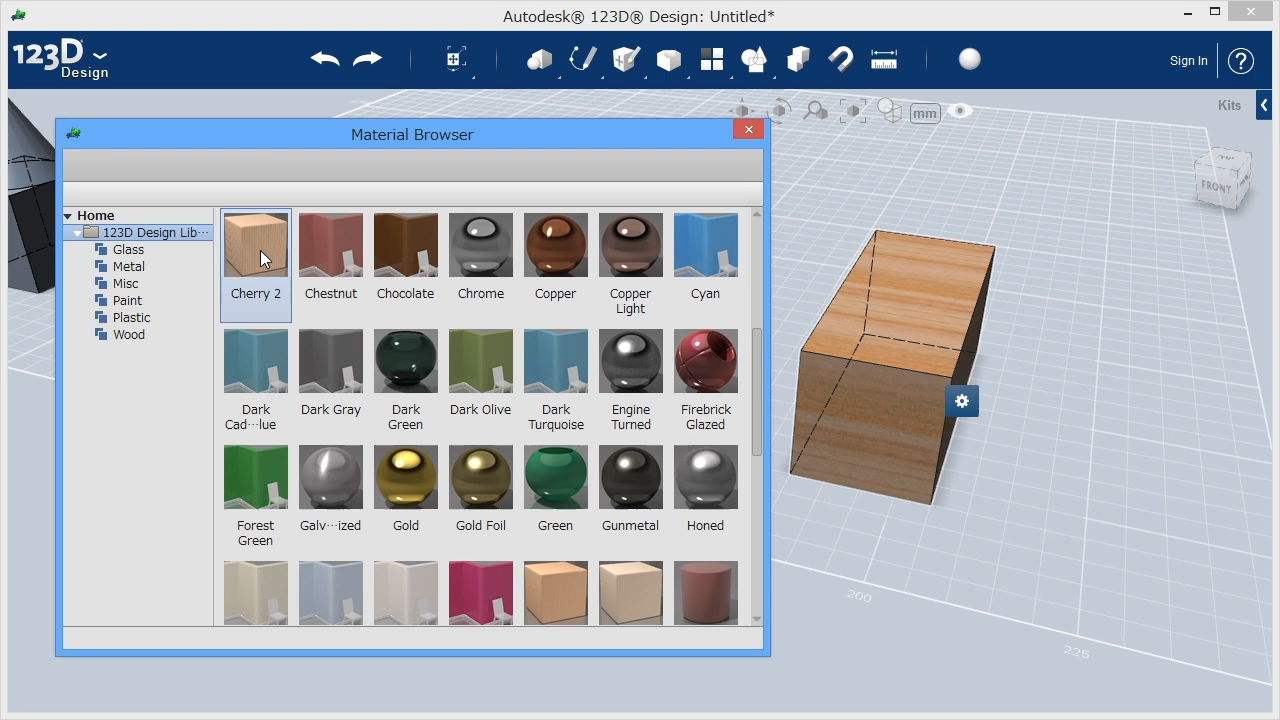 Autodesk® 123D® Design: Untitled*
123D
Design
Sign In
?
mm
Kits
TOP
FRONT
Material Browser
Home
123D Design Lib···
Glass
Metal
Misc
Paint
Plastic
Wood
Cherry 2
Chestnut
Chocolate
Chrome
Copper
Copper
Light
Cyan
Dark
Cad···lue
Dark Gray
Dark
Green
Dark Olive
Dark
Turquoise
Engine
Turned
Firebrick
Glazed
Forest
Green
Galv···ized
Gold
Gold Foil
Green
Gunmetal
Honed
200
225